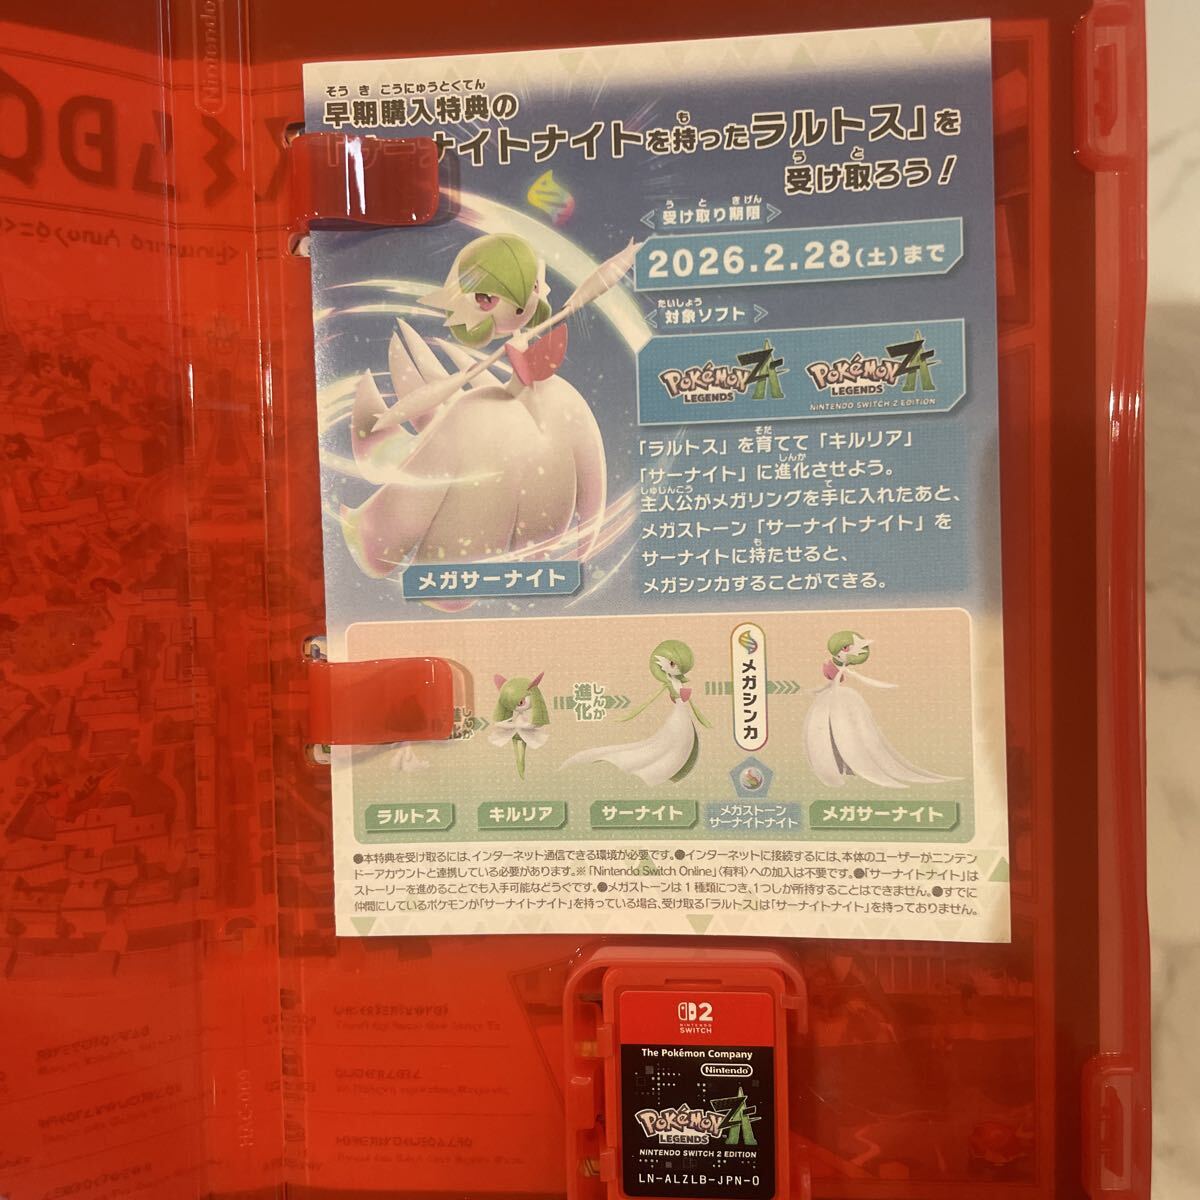 そう き こうにゅうとくてん
早期購入特典の
「サーナイトナイトを持ったラルトス」を
受け取ろう！
受け取り期限
2026.2.28(土)まで
対象ソフト
POKÉMON LEGENDS ZA
POKÉMON LEGENDS ZA
NINTENDO SWITCH 2 EDITION
「ラルトス」を育てて「キルリア」
「サーナイト」に進化させよう。
主人公がメガリングを手に入れたあと、
メガストーン「サーナイトナイト」を
サーナイトに持たせると、
メガシンカすることができる。
メガサーナイト
進化
進化
メガシンカ
ラルトス
キルリア
サーナイト
メガストーン
サーナイトナイト
メガサーナイト
●本特典を受け取るには、インターネット通信できる環境が必要です。●インターネットに接続するには、本体のユーザーがニンテン
ドーアカウントと連携している必要があります。※「Nintendo Switch Online」（有料）への加入は不要です。●「サーナイトナイト」は
ストーリーを進めることでも入手可能などうぐです。●メガストーンは1種類につき、1つしか所持することはできません。●すでに
仲間にしているポケモンが「サーナイトナイト」を持っている場合、受け取る「ラルトス」は「サーナイトナイト」を持っておりません。
2
NINTENDO
SWITCH
The Pokémon Company
Nintendo
POKÉMON
LEGENDS ZA
NINTENDO SWITCH 2 EDITION
LN-ALZLB-JPN-0
Nintendo
HAC-009